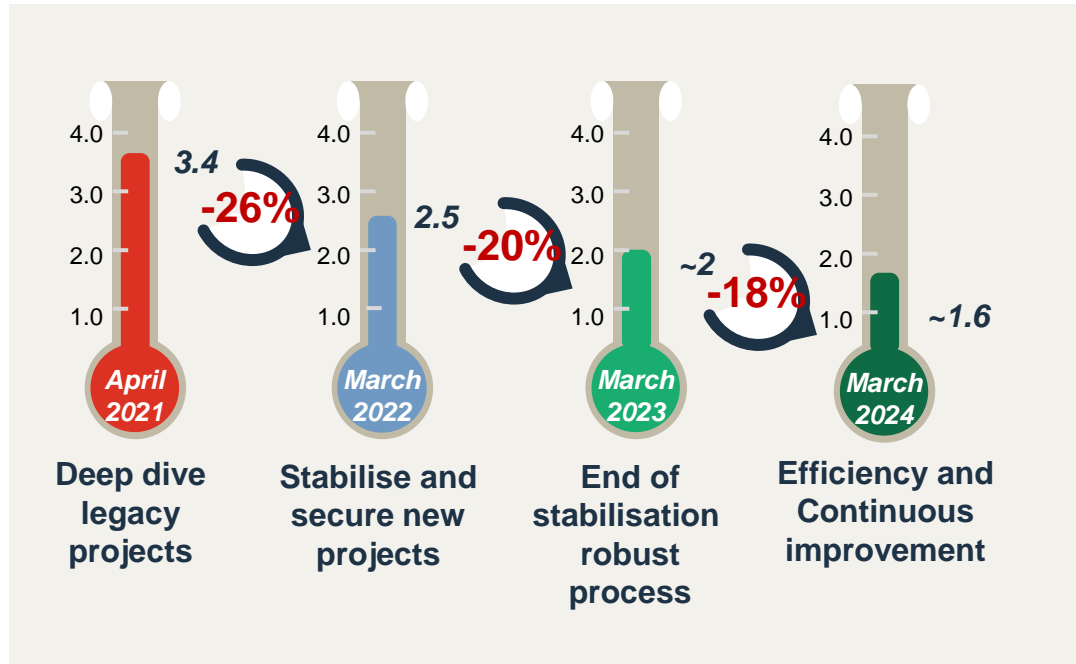 4.0
3.0
2.0
1.0
3.4
-26%
April
2021
Deep dive
legacy
projects
4.0
3.0
2.0
1.0
2.5
-20%
March
2022
Stabilise and
secure new
projects
4.0
3.0
2.0
1.0
~2
-18%
March
2023
End of
stabilisation
robust
process
4.0
3.0
2.0
1.0
~1.6
March
2024
Efficiency and
Continuous
improvement